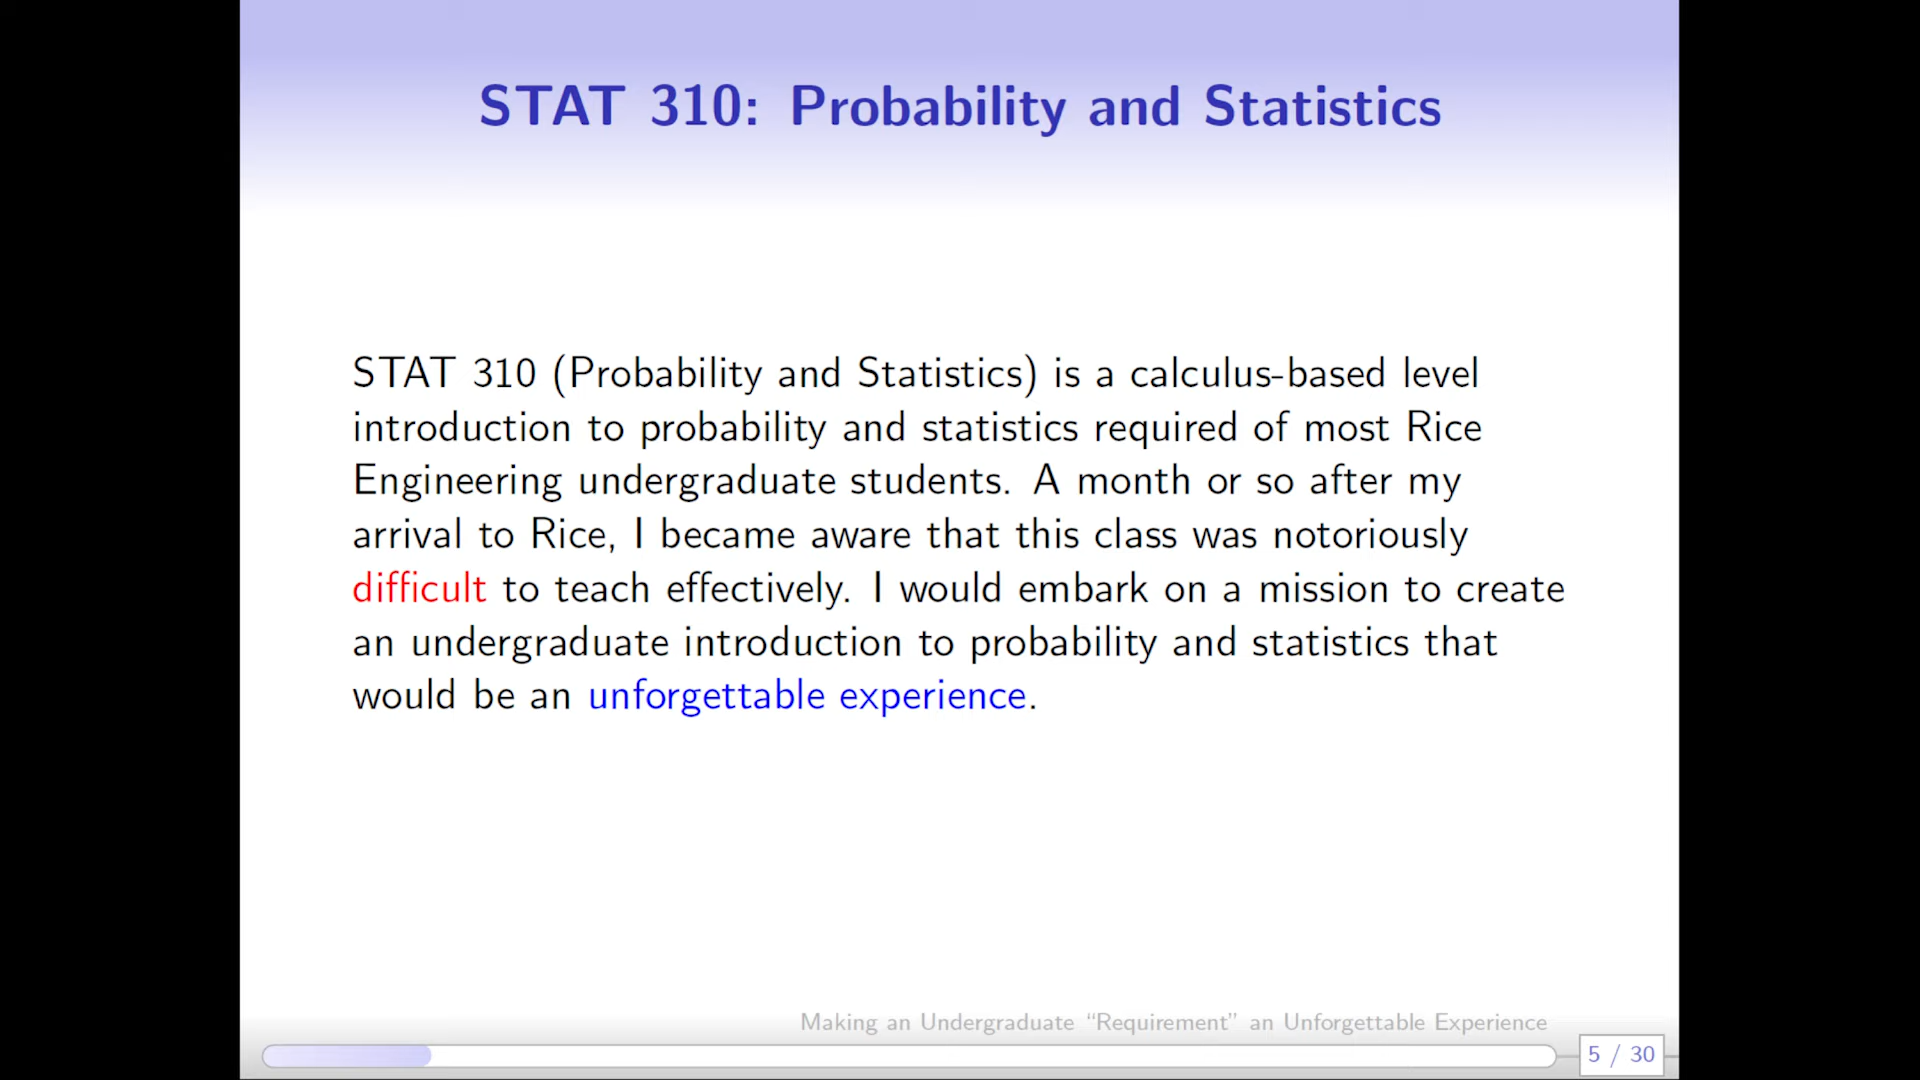 STAT 310: Probability and Statistics
STAT 310 (Probability and Statistics) is a calculus-based level
introduction to probability and statistics required of most Rice
Engineering undergraduate students. A month or so after my
arrival to Rice, I became aware that this class was notoriously
difficult to teach effectively. I would embark on a mission to create
an undergraduate introduction to probability and statistics that
would be an unforgettable experience.
Making an Undergraduate “Requirement” an Unforgettable Experience
5 / 30